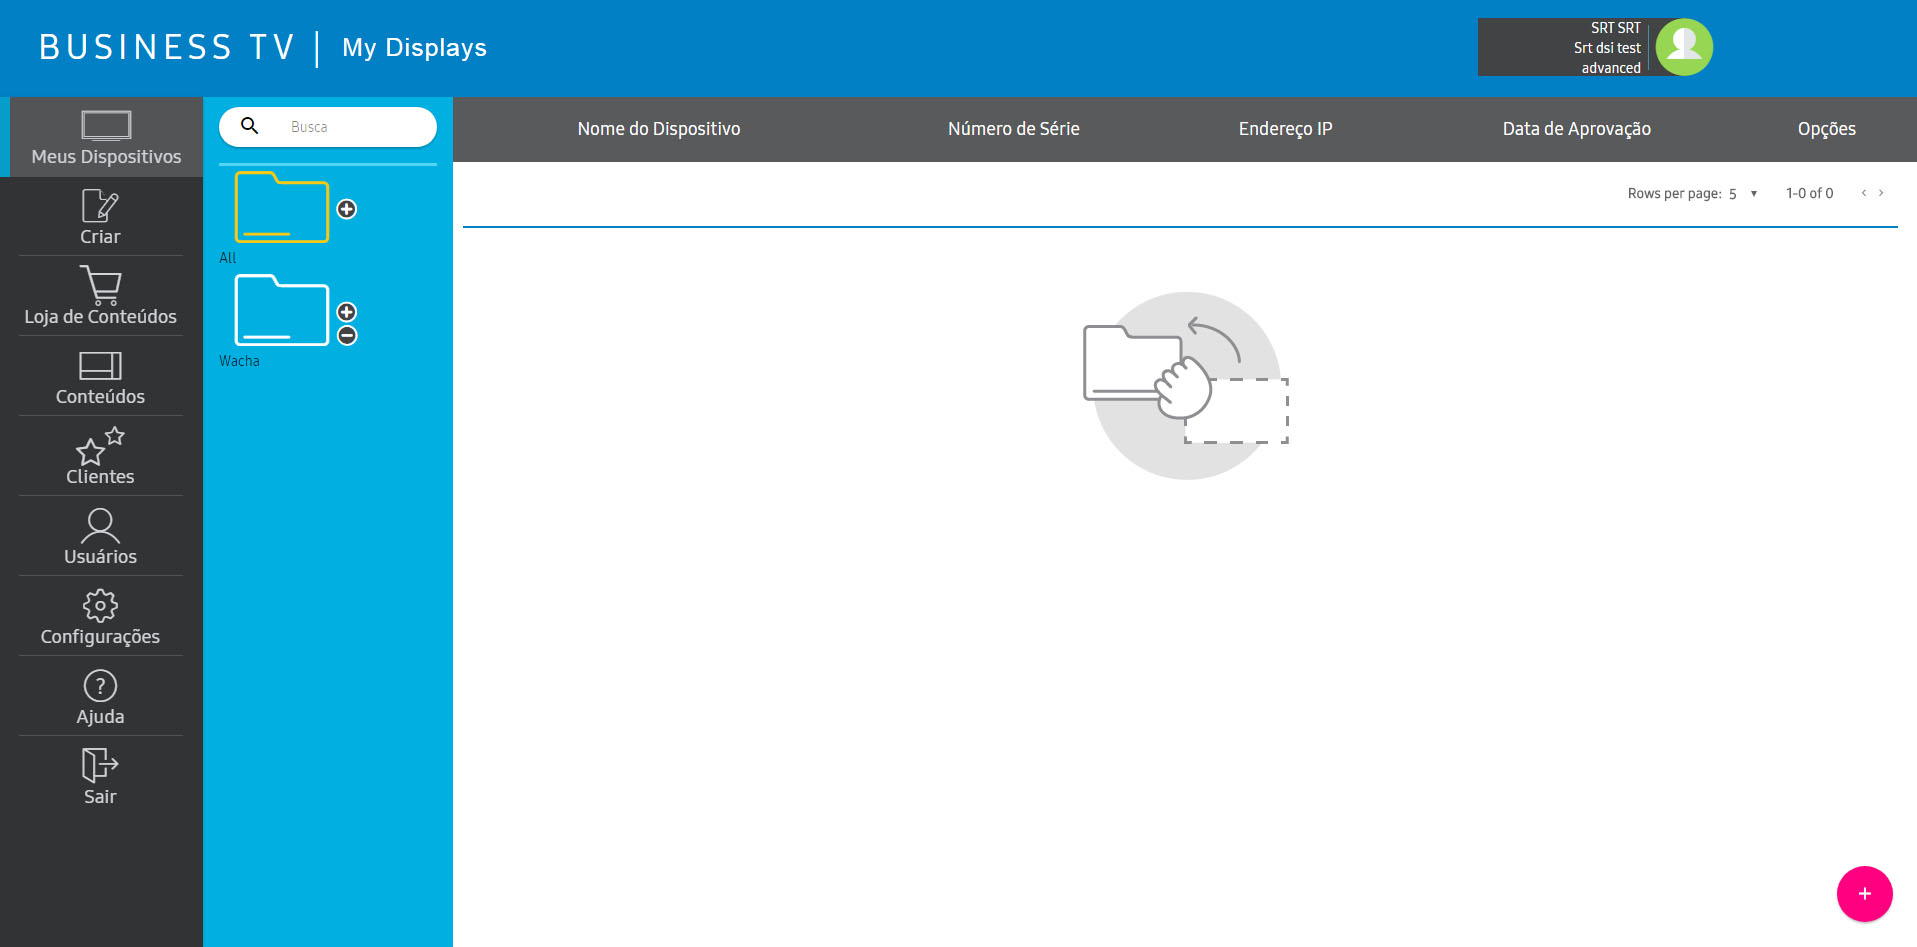 BUSINESS TV | My Displays
SRT SRT
Srt dsi test
advanced
Meus Dispositivos
Criar
Loja de Conteúdos
Conteúdos
Clientes
Usuários
Configurações
Ajuda
Sair
Busca
All
Wacha
Nome do Dispositivo Número de Série Endereço IP Data de Aprovação Opções
Rows per page: 5 1-0 of 0